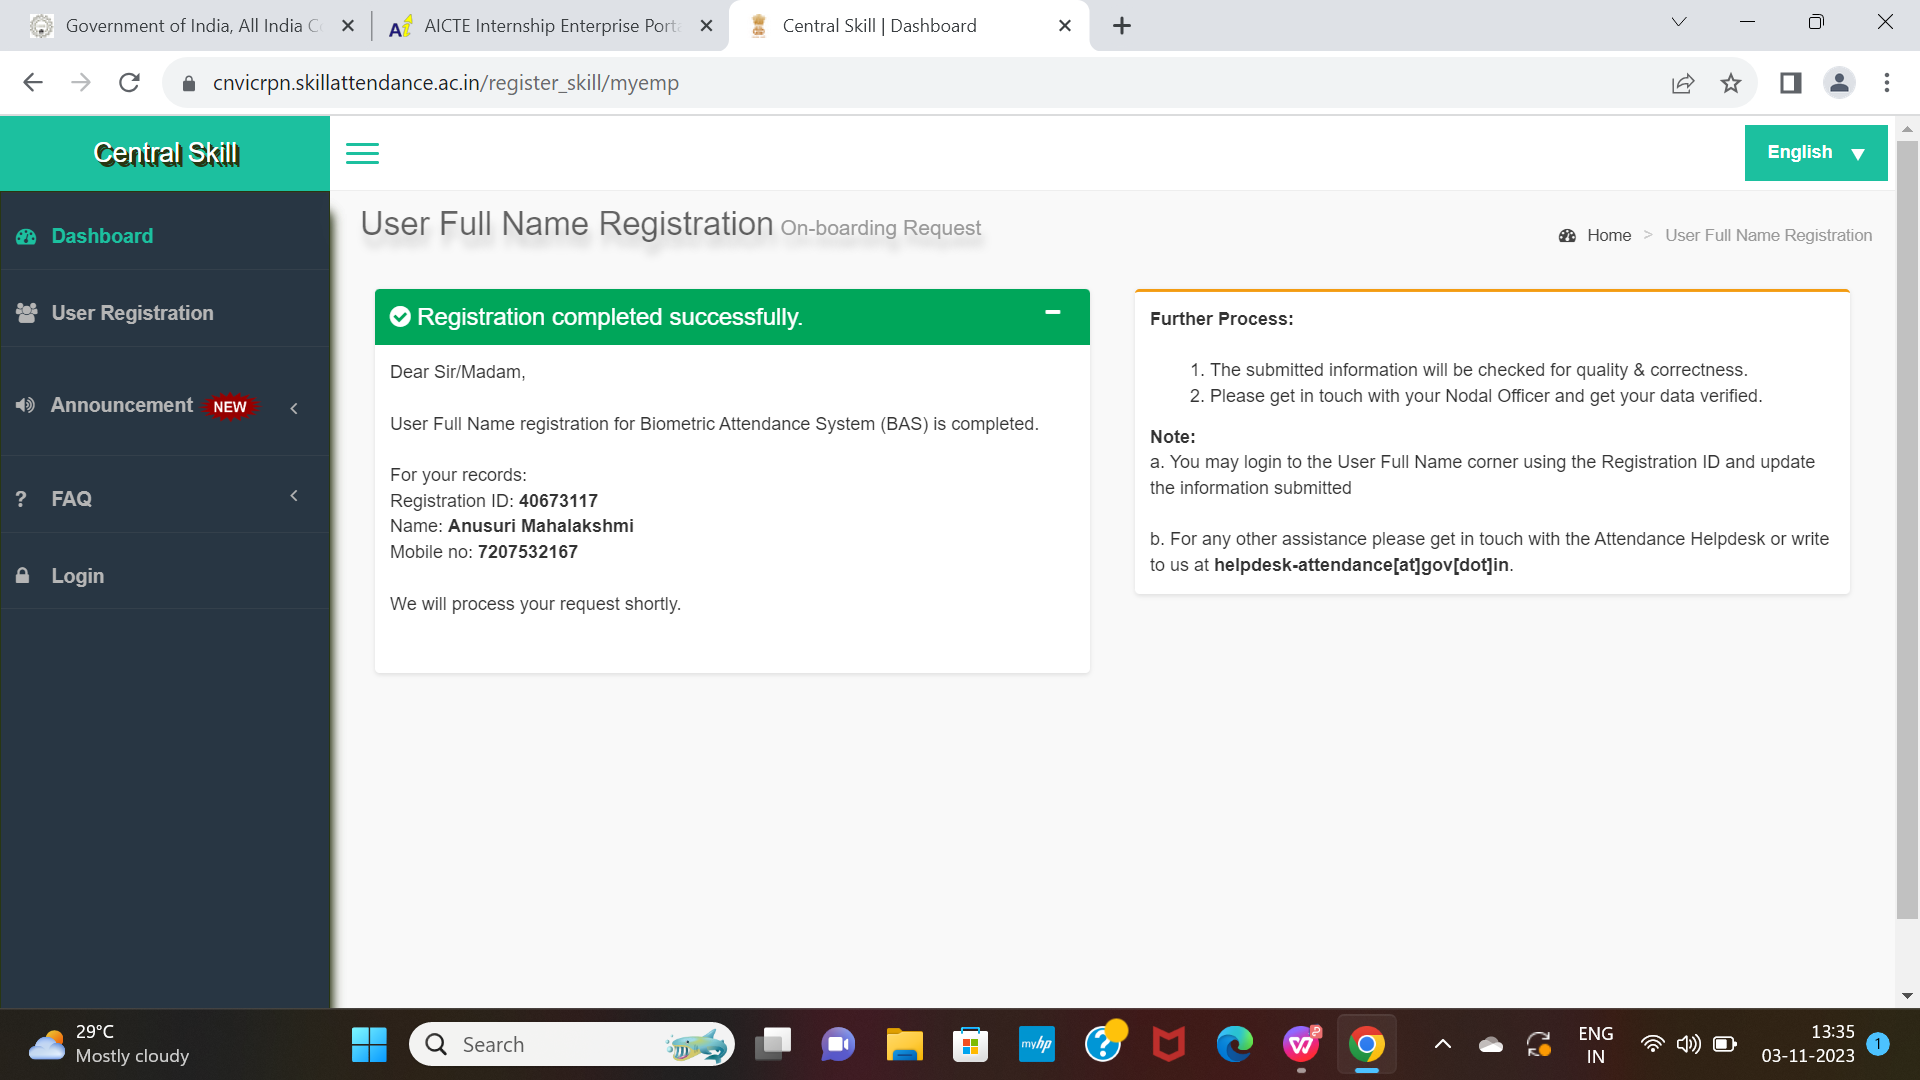 Government of India, All India C
AICTE Internship Enterprise Porta
Central Skill | Dashboard
cnvicrpn.skillattendance.ac.in/register_skill/myemp
Central Skill
English
Dashboard
User Registration
Announcement NEW
FAQ
Login
User Full Name Registration On-boarding Request
Home > User Full Name Registration
Registration completed successfully.
Dear Sir/Madam,
User Full Name registration for Biometric Attendance System (BAS) is completed.
For your records:
Registration ID: 40673117
Name: Anusuri Mahalakshmi
Mobile no: 7207532167
We will process your request shortly.
Further Process:
1. The submitted information will be checked for quality & correctness.
2. Please get in touch with your Nodal Officer and get your data verified.
Note:
a. You may login to the User Full Name corner using the Registration ID and update
the information submitted
b. For any other assistance please get in touch with the Attendance Helpdesk or write
to us at helpdesk-attendance[at]gov[dot]in.
29°C
Mostly cloudy
Search
myhp
ENG
IN
13:35
03-11-2023
1